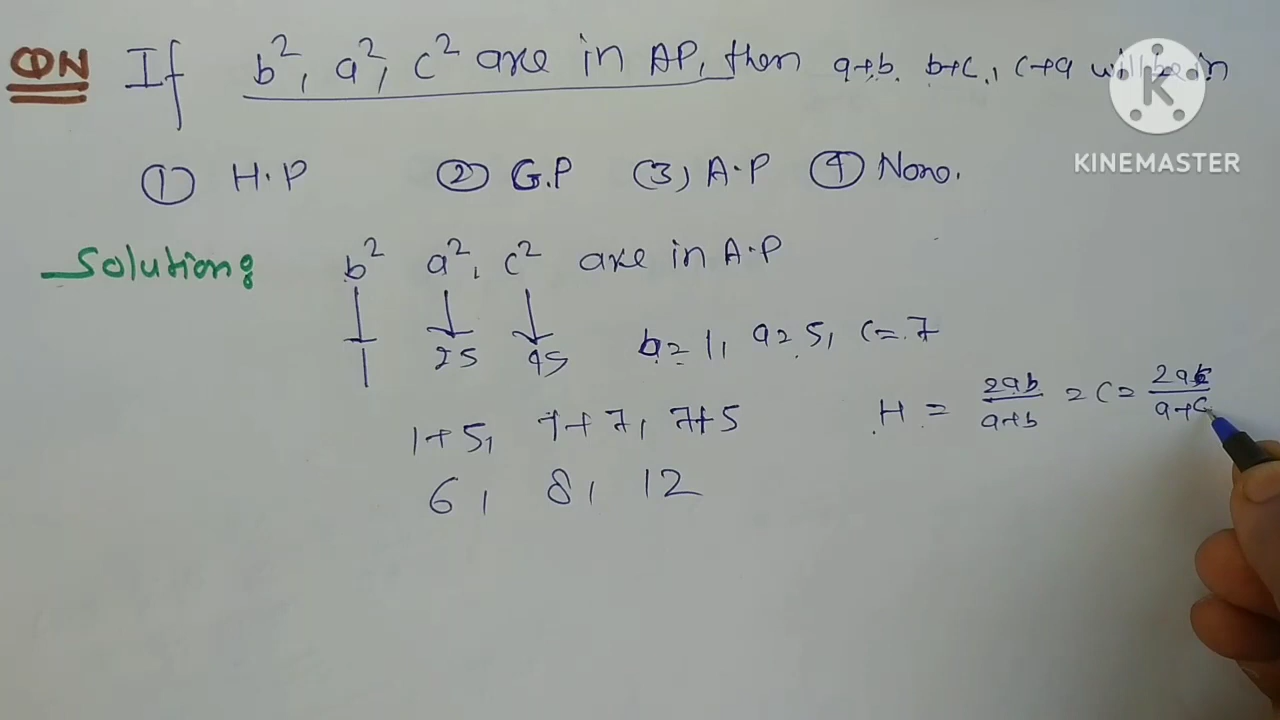 QN If b², a², c² are in AP, then a+b, b+c, c+a will be in
K
KINEMASTER
① H.P ② G.P (3) A.P ④ None.
Solution: b² a², c² are in A.P
1 25 49 b=1, a=5, c=7
1+5, 1+7, 7+5 H = 2ab/a+b = c = 2ac/a+c
6, 8, 12